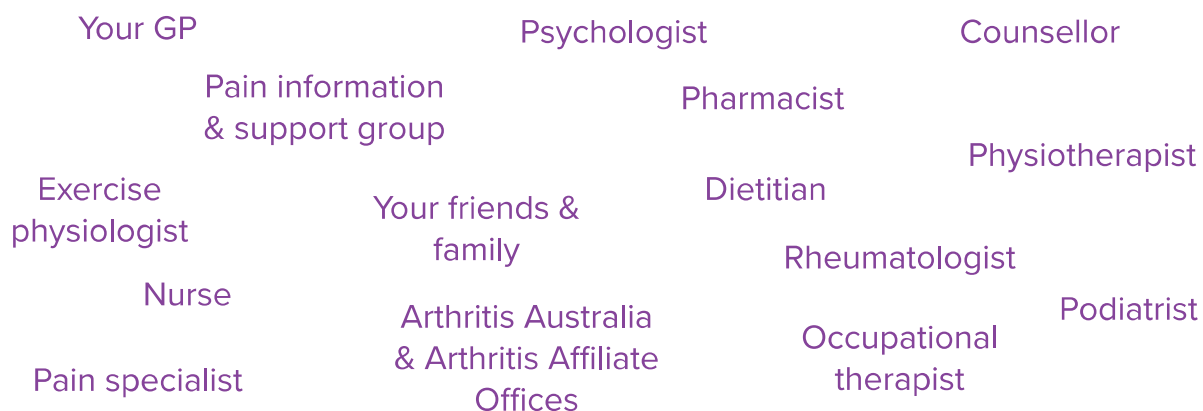 Your GP
Psychologist
Counsellor
Pain information
& support group
Pharmacist
Physiotherapist
Exercise
physiologist
Your friends &
family
Dietitian
Rheumatologist
Nurse
Arthritis Australia
& Arthritis Affiliate
Offices
Occupational
therapist
Podiatrist
Pain specialist